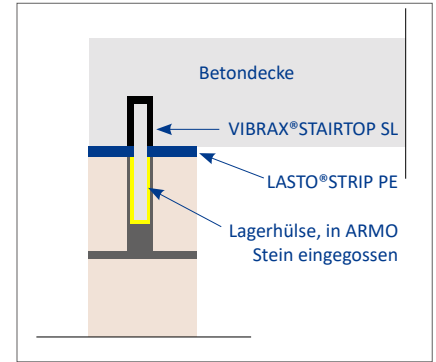 Betondecke
VIBRAX®STAIRTOP SL
LASTO®STRIP PE
Lagerhülse, in ARMO
Stein eingegossen